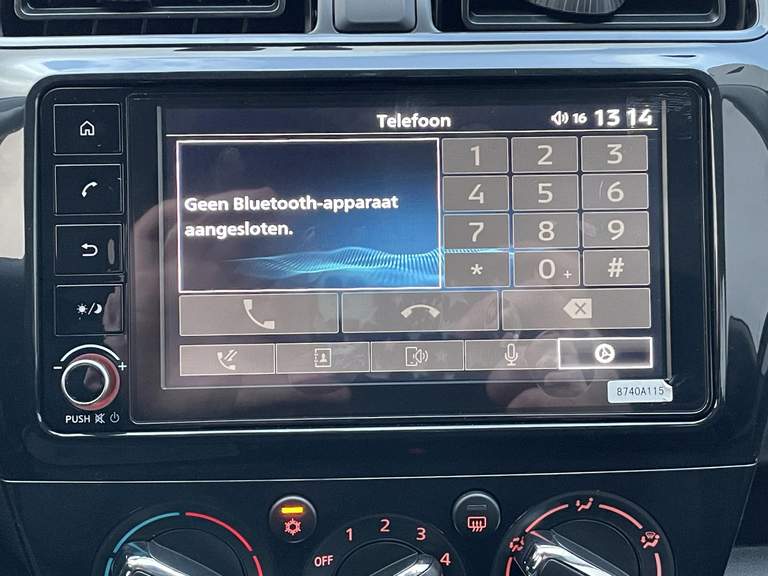 Telefoon
16 13 14
Geen Bluetooth-apparaat
aangesloten.
1 2 3
4 5 6
7 8 9
* 0 + #
8740A115
- +
PUSH
OFF 1 2 3 4